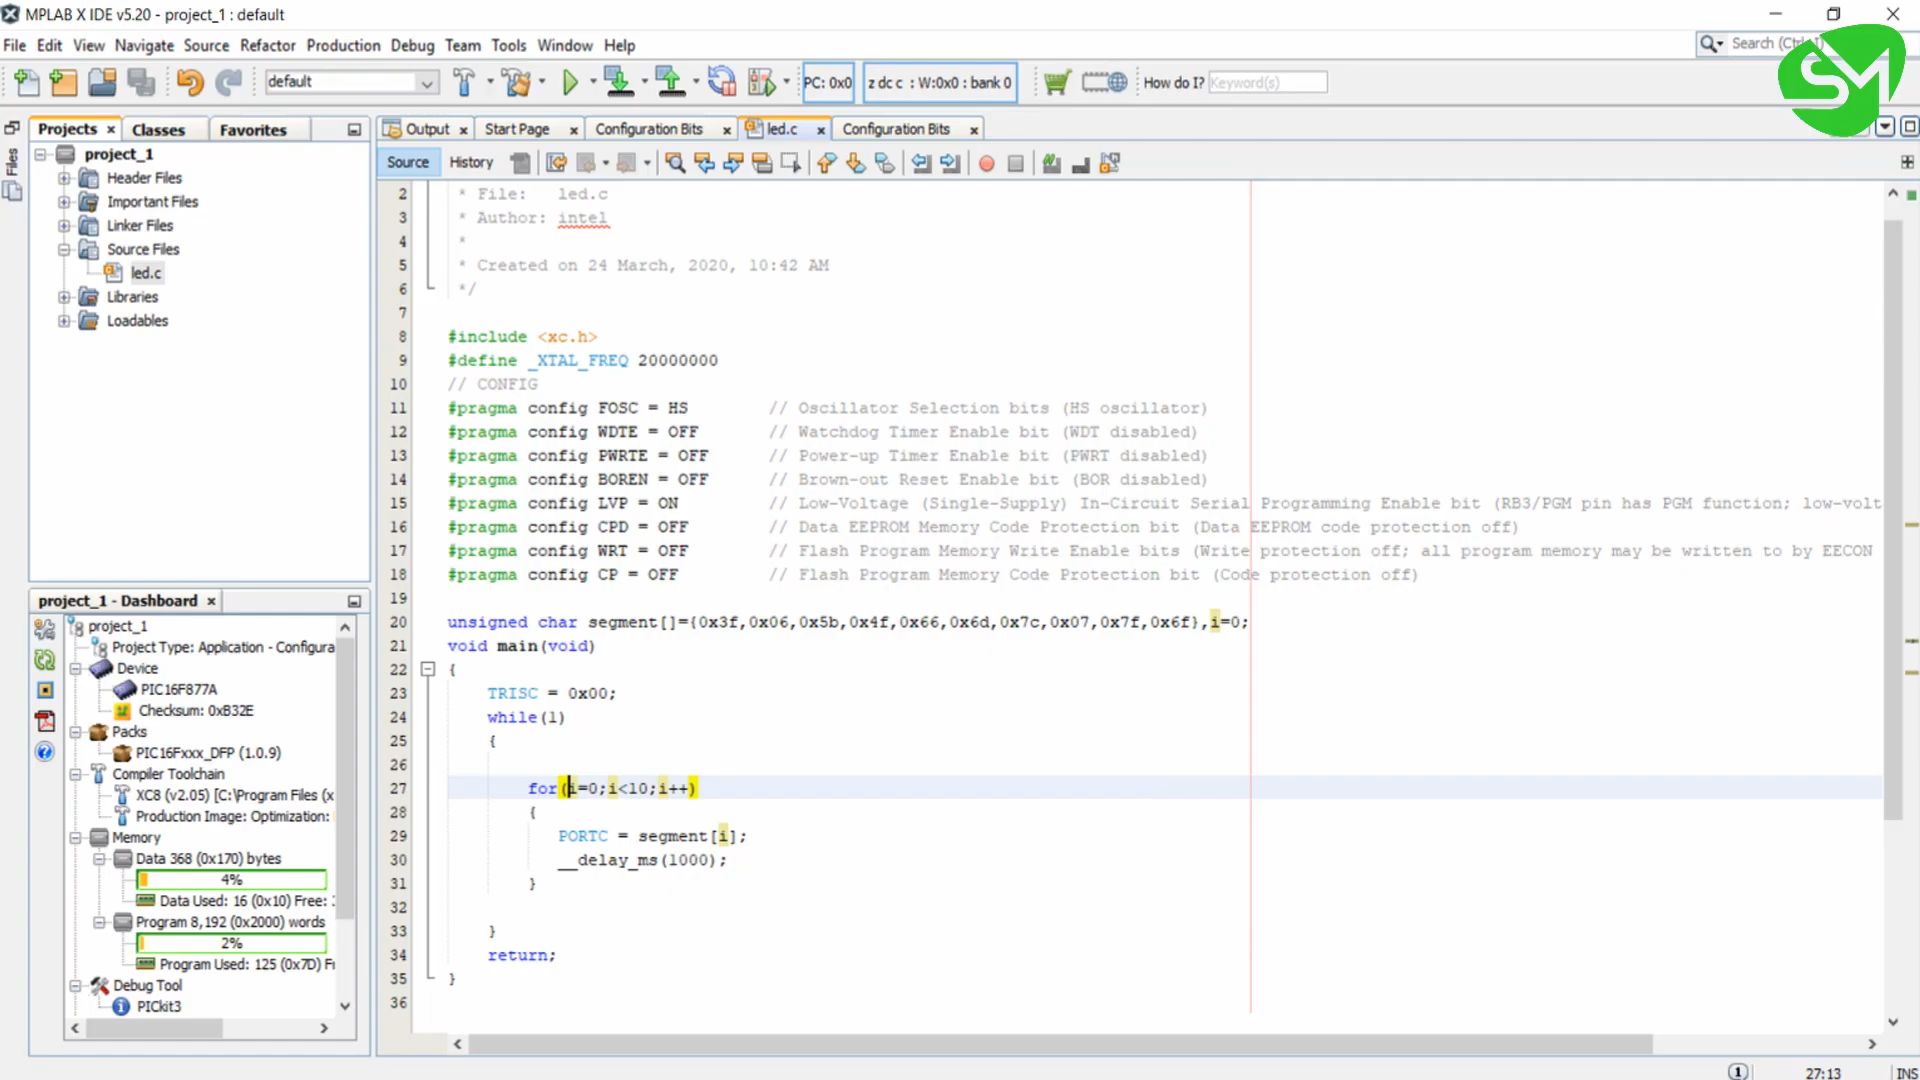 MPLAB X IDE v5.20 - project_1 : default
File Edit View Navigate Source Refactor Production Debug Team Tools Window Help
Search (Ctrl+I)
SM
default
PC: 0x0
z dc c : W:0x0 : bank 0
How do I? Keyword(s)
Projects
Classes
Favorites
Output
Start Page
Configuration Bits
led.c
Configuration Bits
Files
Source
History
project_1
Header Files
Important Files
Linker Files
Source Files
led.c
Libraries
Loadables
2 * File: led.c
3 * Author: intel
4 *
5 * Created on 24 March, 2020, 10:42 AM
6 */
7
8 #include <xc.h>
9 #define _XTAL_FREQ 20000000
10 // CONFIG
11 #pragma config FOSC = HS // Oscillator Selection bits (HS oscillator)
12 #pragma config WDTE = OFF // Watchdog Timer Enable bit (WDT disabled)
13 #pragma config PWRTE = OFF // Power-up Timer Enable bit (PWRT disabled)
14 #pragma config BOREN = OFF // Brown-out Reset Enable bit (BOR disabled)
15 #pragma config LVP = ON // Low-Voltage (Single-Supply) In-Circuit Serial Programming Enable bit (RB3/PGM pin has PGM function; low-volt
16 #pragma config CPD = OFF // Data EEPROM Memory Code Protection bit (Data EEPROM code protection off)
17 #pragma config WRT = OFF // Flash Program Memory Write Enable bits (Write protection off; all program memory may be written to by EECON
18 #pragma config CP = OFF // Flash Program Memory Code Protection bit (Code protection off)
19
20 unsigned char segment[]={0x3f,0x06,0x5b,0x4f,0x66,0x6d,0x7c,0x07,0x7f,0x6f},i=0;
21 void main(void)
22 {
23 TRISC = 0x00;
24 while(1)
25 {
26
27 for(i=0;i<10;i++)
28 {
29 PORTC = segment[i];
30 __delay_ms(1000);
31 }
32
33 }
34 return;
35 }
36
project_1 - Dashboard
project_1
Project Type: Application - Configura
Device
PIC16F877A
Checksum: 0xB32E
Packs
PIC16Fxxx_DFP (1.0.9)
Compiler Toolchain
XC8 (v2.05) [C:\Program Files (x
Production Image: Optimization:
Memory
Data 368 (0x170) bytes
4%
Data Used: 16 (0x10) Free:
Program 8,192 (0x2000) words
2%
Program Used: 125 (0x7D) Fr
Debug Tool
PICkit3
1
27:13
INS